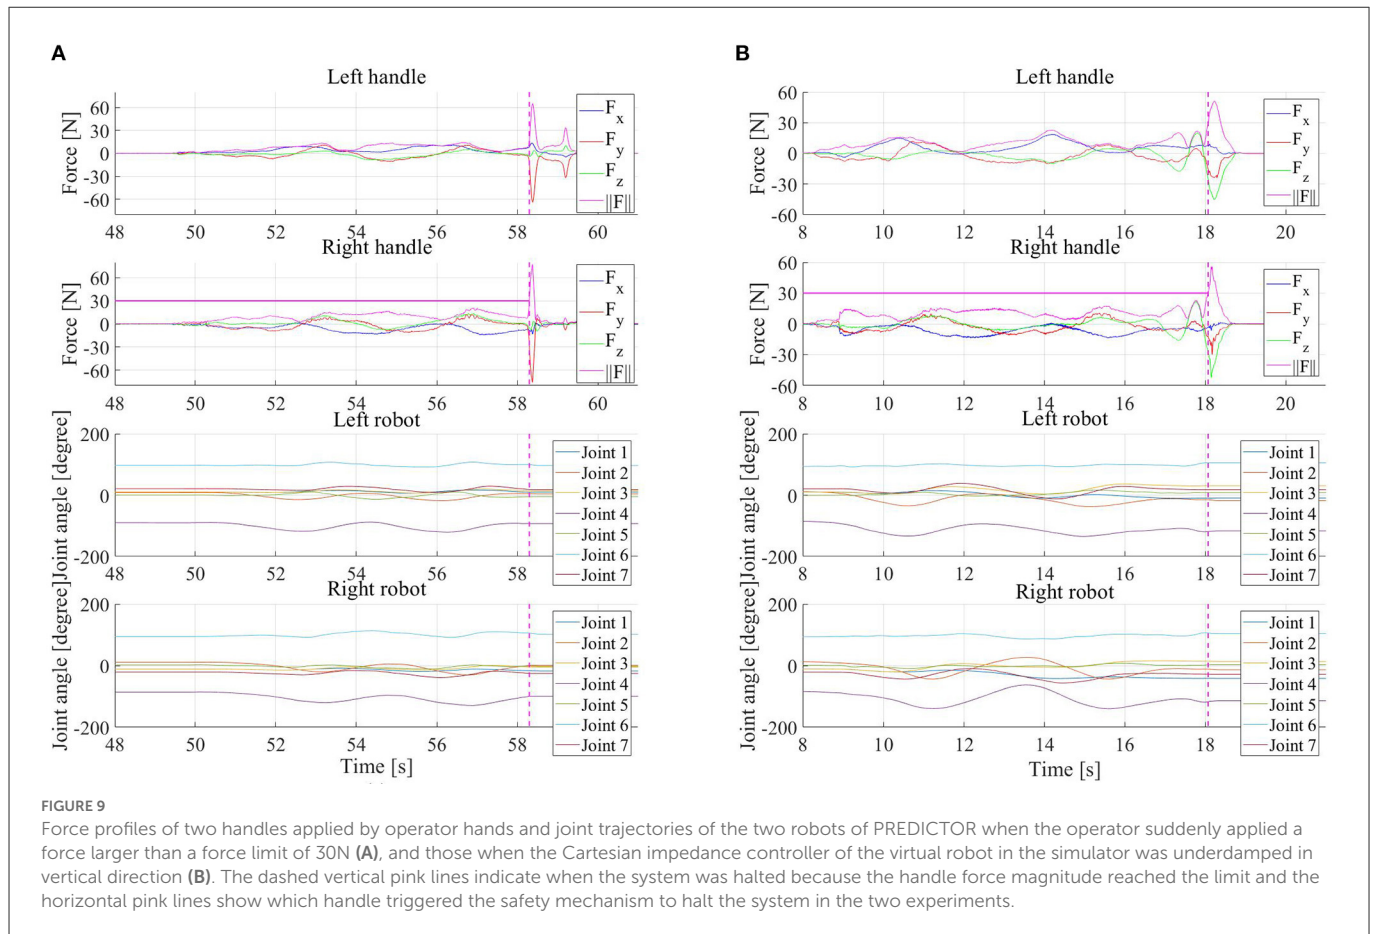 A
Left handle
Force [N]
60
30
0
-30
-60
F x
F y
F z
||F||
48 50 52 54 56 58 60
Right handle
Force [N]
60
30
0
-30
-60
F x
F y
F z
||F||
48 50 52 54 56 58 60
Left robot
Joint angle [degree]
200
0
-200
Joint 1
Joint 2
Joint 3
Joint 4
Joint 5
Joint 6
Joint 7
48 50 52 54 56 58
Right robot
Joint angle [degree]
200
0
-200
Joint 1
Joint 2
Joint 3
Joint 4
Joint 5
Joint 6
Joint 7
48 50 52 54 56 58
Time [s]
B
Left handle
Force [N]
60
30
0
-30
-60
F x
F y
F z
||F||
8 10 12 14 16 18 20
Right handle
Force [N]
60
30
0
-30
-60
F x
F y
F z
||F||
8 10 12 14 16 18 20
Left robot
Joint angle [degree]
200
0
-200
Joint 1
Joint 2
Joint 3
Joint 4
Joint 5
Joint 6
Joint 7
8 10 12 14 16 18
Right robot
Joint angle [degree]
200
0
-200
Joint 1
Joint 2
Joint 3
Joint 4
Joint 5
Joint 6
Joint 7
8 10 12 14 16 18
Time [s]
FIGURE 9
Force profiles of two handles applied by operator hands and joint trajectories of the two robots of PREDICTOR when the operator suddenly applied a
force larger than a force limit of 30N (A), and those when the Cartesian impedance controller of the virtual robot in the simulator was underdamped in
vertical direction (B). The dashed vertical pink lines indicate when the system was halted because the handle force magnitude reached the limit and the
horizontal pink lines show which handle triggered the safety mechanism to halt the system in the two experiments.